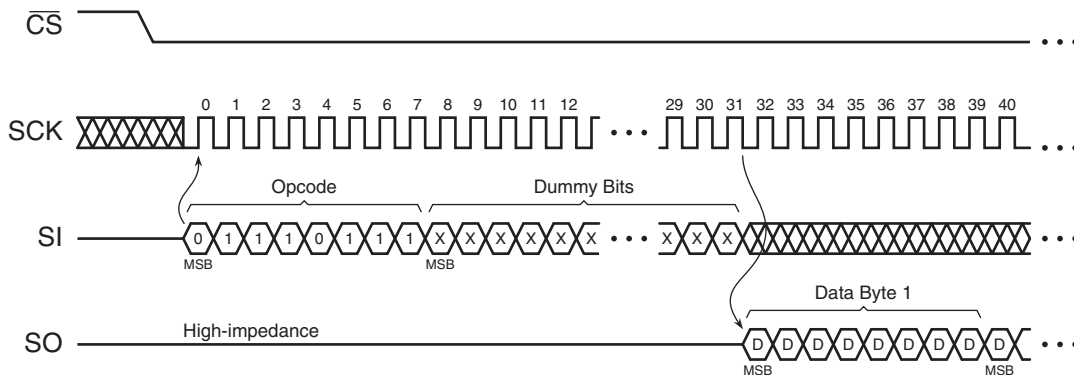 CS
0 1 2 3 4 5 6 7 8 9 10 11 12 29 30 31 32 33 34 35 36 37 38 39 40
SCK
Opcode Dummy Bits
SI 0 1 1 1 0 1 1 1 X X X X X X X X X
MSB MSB
Data Byte 1
High-impedance
SO D D D D D D D D D
MSB MSB